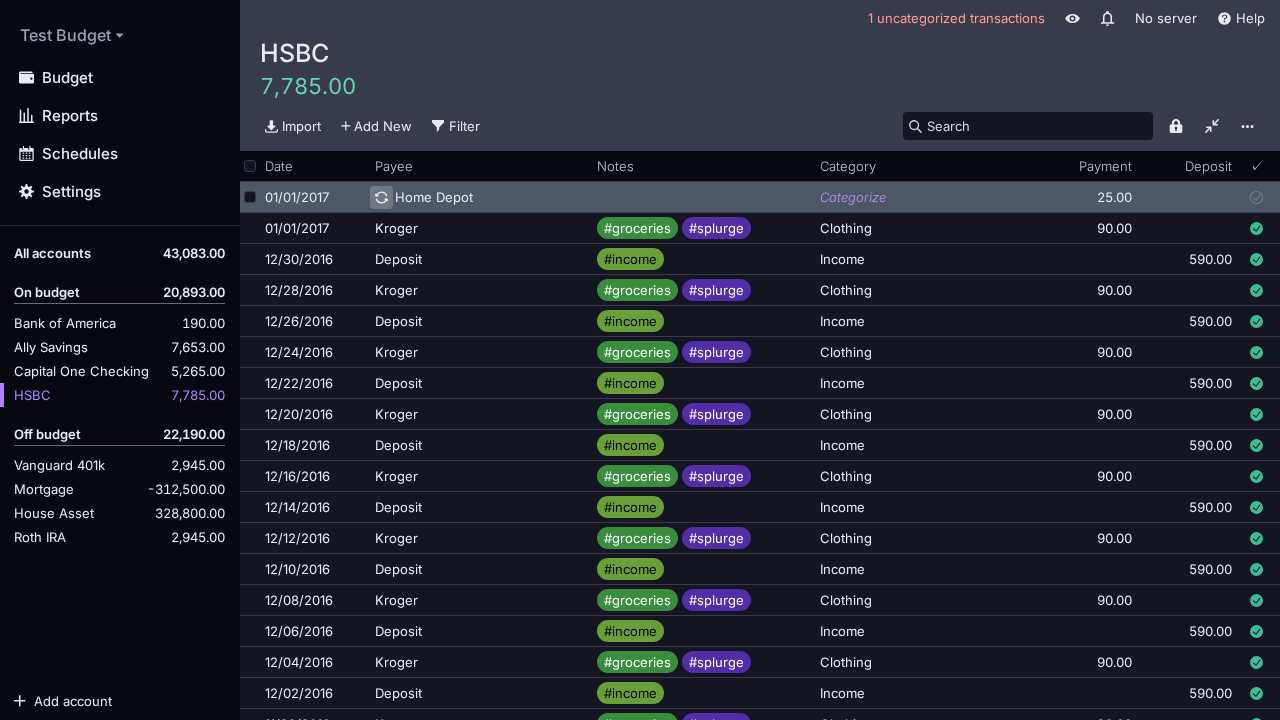 Test Budget
Budget
Reports
Schedules
Settings
All accounts 43,083.00
On budget 20,893.00
Bank of America 190.00
Ally Savings 7,653.00
Capital One Checking 5,265.00
HSBC 7,785.00
Off budget 22,190.00
Vanguard 401k 2,945.00
Mortgage -312,500.00
House Asset 328,800.00
Roth IRA 2,945.00
Add account
1 uncategorized transactions No server Help
HSBC
7,785.00
Import Add New Filter Search
Date Payee Notes Category Payment Deposit ✓
01/01/2017 Home Depot Categorize 25.00
01/01/2017 Kroger #groceries #splurge Clothing 90.00
12/30/2016 Deposit #income Income 590.00
12/28/2016 Kroger #groceries #splurge Clothing 90.00
12/26/2016 Deposit #income Income 590.00
12/24/2016 Kroger #groceries #splurge Clothing 90.00
12/22/2016 Deposit #income Income 590.00
12/20/2016 Kroger #groceries #splurge Clothing 90.00
12/18/2016 Deposit #income Income 590.00
12/16/2016 Kroger #groceries #splurge Clothing 90.00
12/14/2016 Deposit #income Income 590.00
12/12/2016 Kroger #groceries #splurge Clothing 90.00
12/10/2016 Deposit #income Income 590.00
12/08/2016 Kroger #groceries #splurge Clothing 90.00
12/06/2016 Deposit #income Income 590.00
12/04/2016 Kroger #groceries #splurge Clothing 90.00
12/02/2016 Deposit #income Income 590.00